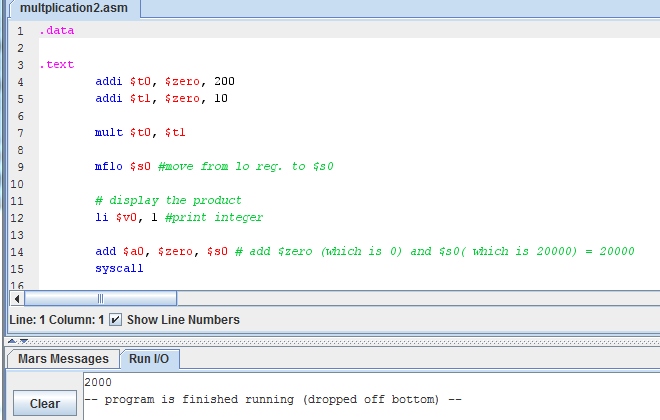 multplication2.asm
1 .data
2
3 .text
4 addi $t0, $zero, 200
5 addi $t1, $zero, 10
6
7 mult $t0, $t1
8
9 mflo $s0 #move from lo reg. to $s0
10
11 # display the product
12 li $v0, 1 #print integer
13
14 add $a0, $zero, $s0 # add $zero (which is 0) and $s0( which is 20000) = 20000
15 syscall
16
Line: 1 Column: 1 Show Line Numbers
Mars Messages Run I/O
2000
-- program is finished running (dropped off bottom) --
Clear